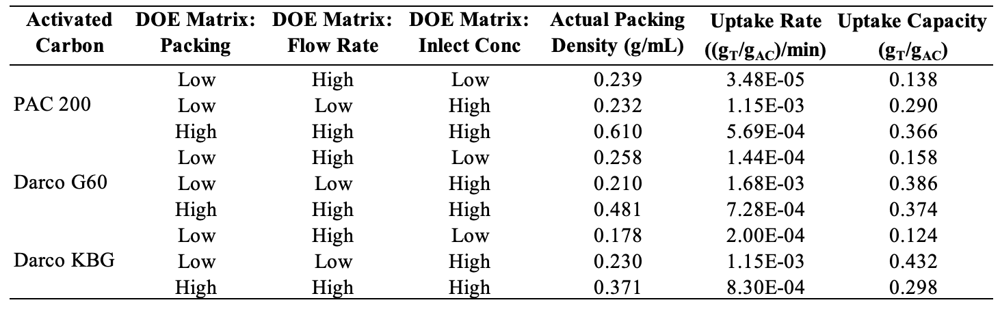 Activated Carbon DOE Matrix: Packing DOE Matrix: Flow Rate DOE Matrix: Inlect Conc Actual Packing Density (g/mL) Uptake Rate ((gT/gAC)/min) Uptake Capacity (gT/gAC)
PAC 200
Low High Low 0.239 3.48E-05 0.138
Low Low High 0.232 1.15E-03 0.290
High High High 0.610 5.69E-04 0.366
Darco G60
Low High Low 0.258 1.44E-04 0.158
Low Low High 0.210 1.68E-03 0.386
High High High 0.481 7.28E-04 0.374
Darco KBG
Low High Low 0.178 2.00E-04 0.124
Low Low High 0.230 1.15E-03 0.432
High High High 0.371 8.30E-04 0.298